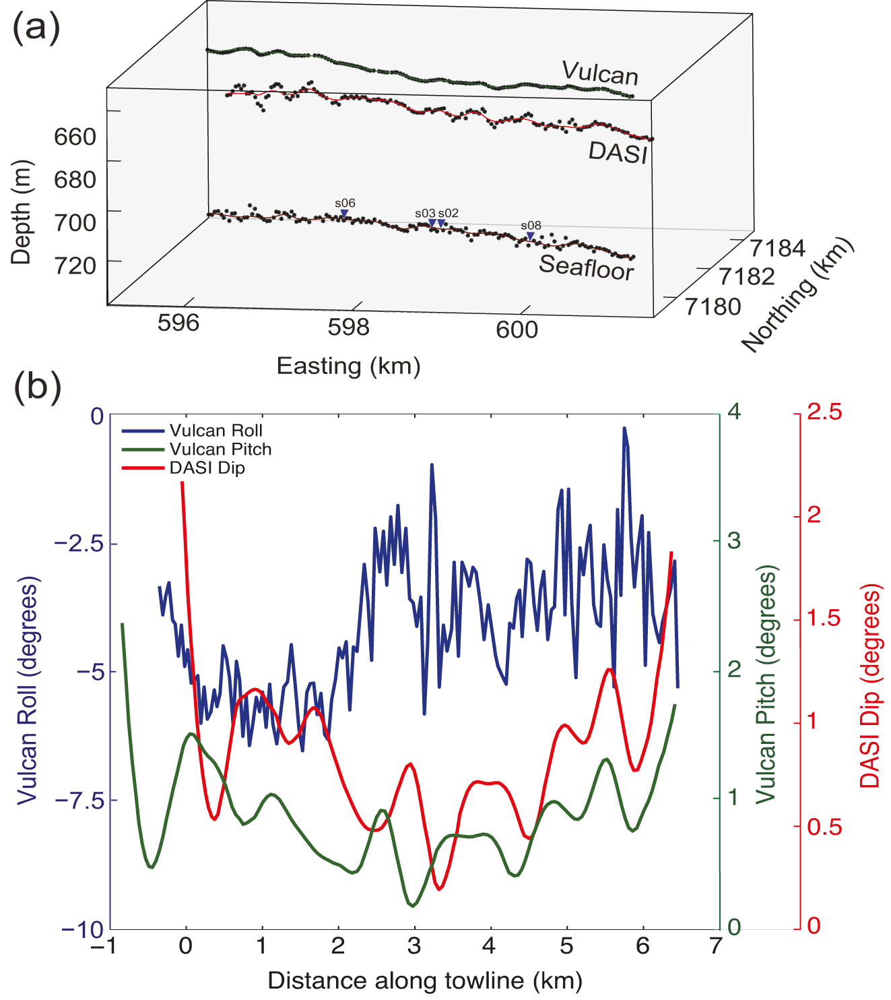 (a)
Vulcan
DASI
s06
s03 s02
s08
Seafloor
Depth (m)
660
680
700
720
596
598
600
Easting (km)
7180
7182
7184
Northing (km)
(b)
Vulcan Roll
Vulcan Pitch
DASI Dip
Vulcan Roll (degrees)
0
−2.5
−5
−7.5
−10
−1 0 1 2 3 4 5 6 7
Distance along towline (km)
4
3
2
1
0
Vulcan Pitch (degrees)
2.5
2
1.5
1
0.5
0
DASI Dip (degrees)